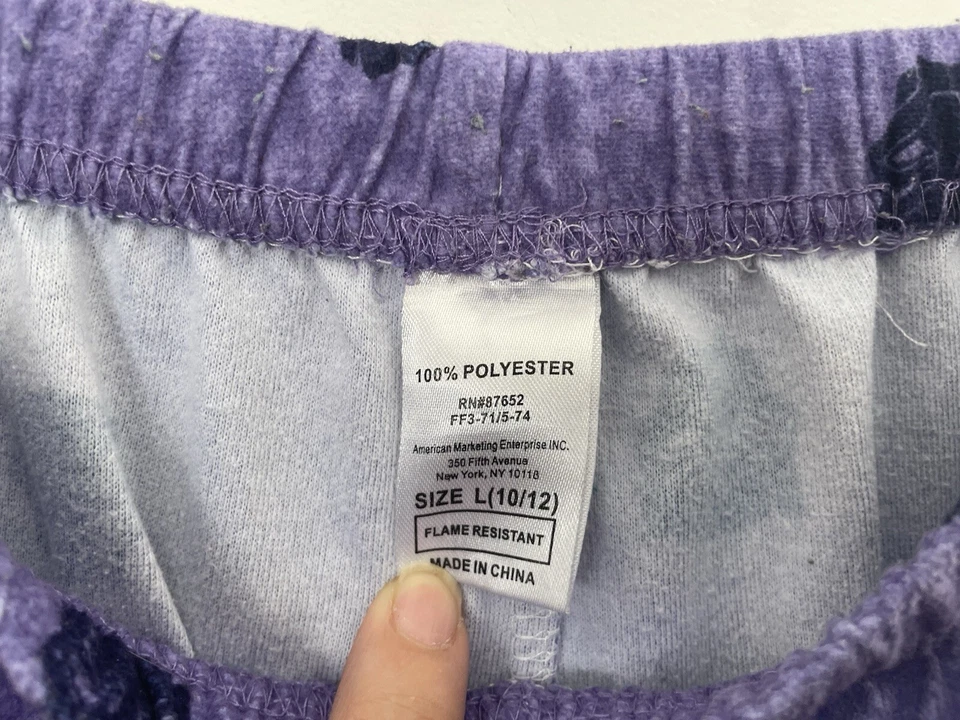 100% POLYESTER
RN#87652
FF3-71/5-74
American Marketing Enterprise INC.
350 Fifth Avenue
New York, NY 10118
SIZE L(10/12)
FLAME RESISTANT
MADE IN CHINA